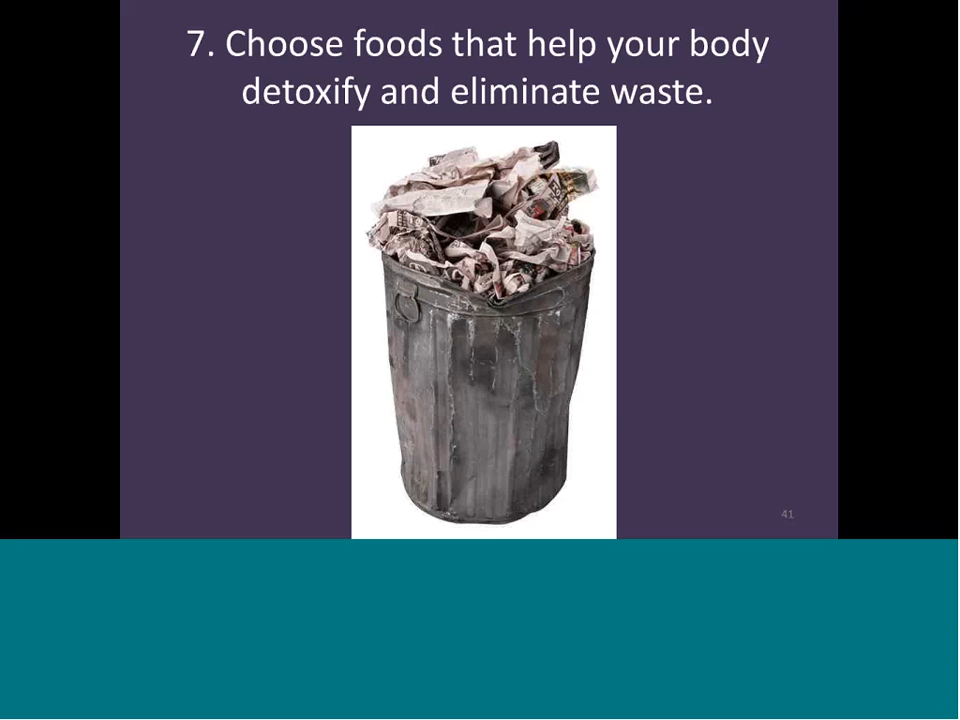 7. Choose foods that help your body
detoxify and eliminate waste.
41